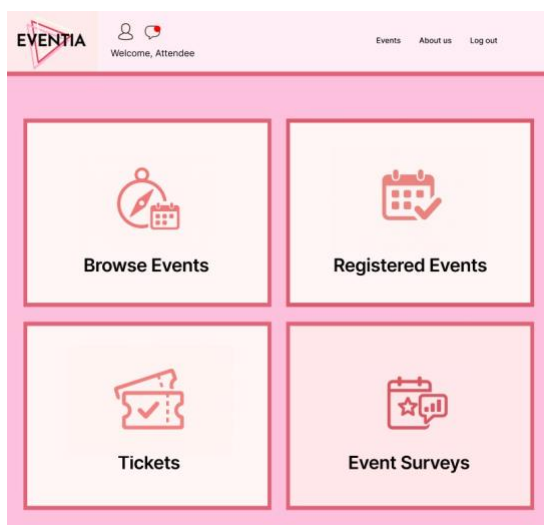 EVENTIA
Welcome, Attendee
Events About us Log out
Browse Events
Registered Events
Tickets
Event Surveys